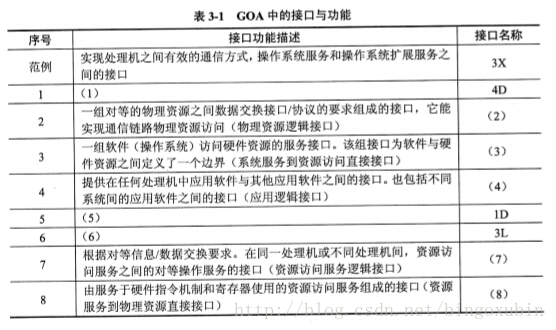 表 3-1 GOA 中的接口与功能
序号 接口功能描述 接口名称
范例 实现处理机之间有效的通信方式，操作系统服务和操作系统扩展服务之
间的接口 3X
1 （1） 4D
2 一组对等的物理资源之间数据交换接口/协议的要求组成的接口，它能
实现通信链路物理资源访问（物理资源逻辑接口） （2）
3 一组软件（操作系统）访问硬件资源的服务接口。该组接口为软件与硬
件资源之间定义了一个边界（系统服务到资源访问直接接口） （3）
4 提供在任何处理机中应用软件与其他应用软件之间的接口。也包括不同
系统间的应用软件之间的接口（应用逻辑接口） （4）
5 （5） 1D
6 （6） 3L
7 根据对等信息/数据交换要求。在同一处理机或不同处理机间，资源访
问服务之间的对等操作服务的接口（资源访问服务逻辑接口） （7）
8 由服务于硬件指令机制和寄存器使用的资源访问服务组成的接口（资源
服务到物理资源直接接口） （8）
http://blog.csdn.net/bingoxubin